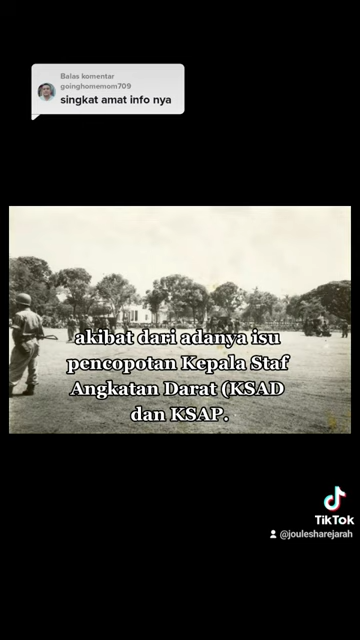 Balas komentar
goinghomemom709
singkat amat info nya
akibat dari adanya isu
pencopotan Kepala Staf
Angkatan Darat (KSAD
dan KSAP.
TikTok
@joulesharejarah